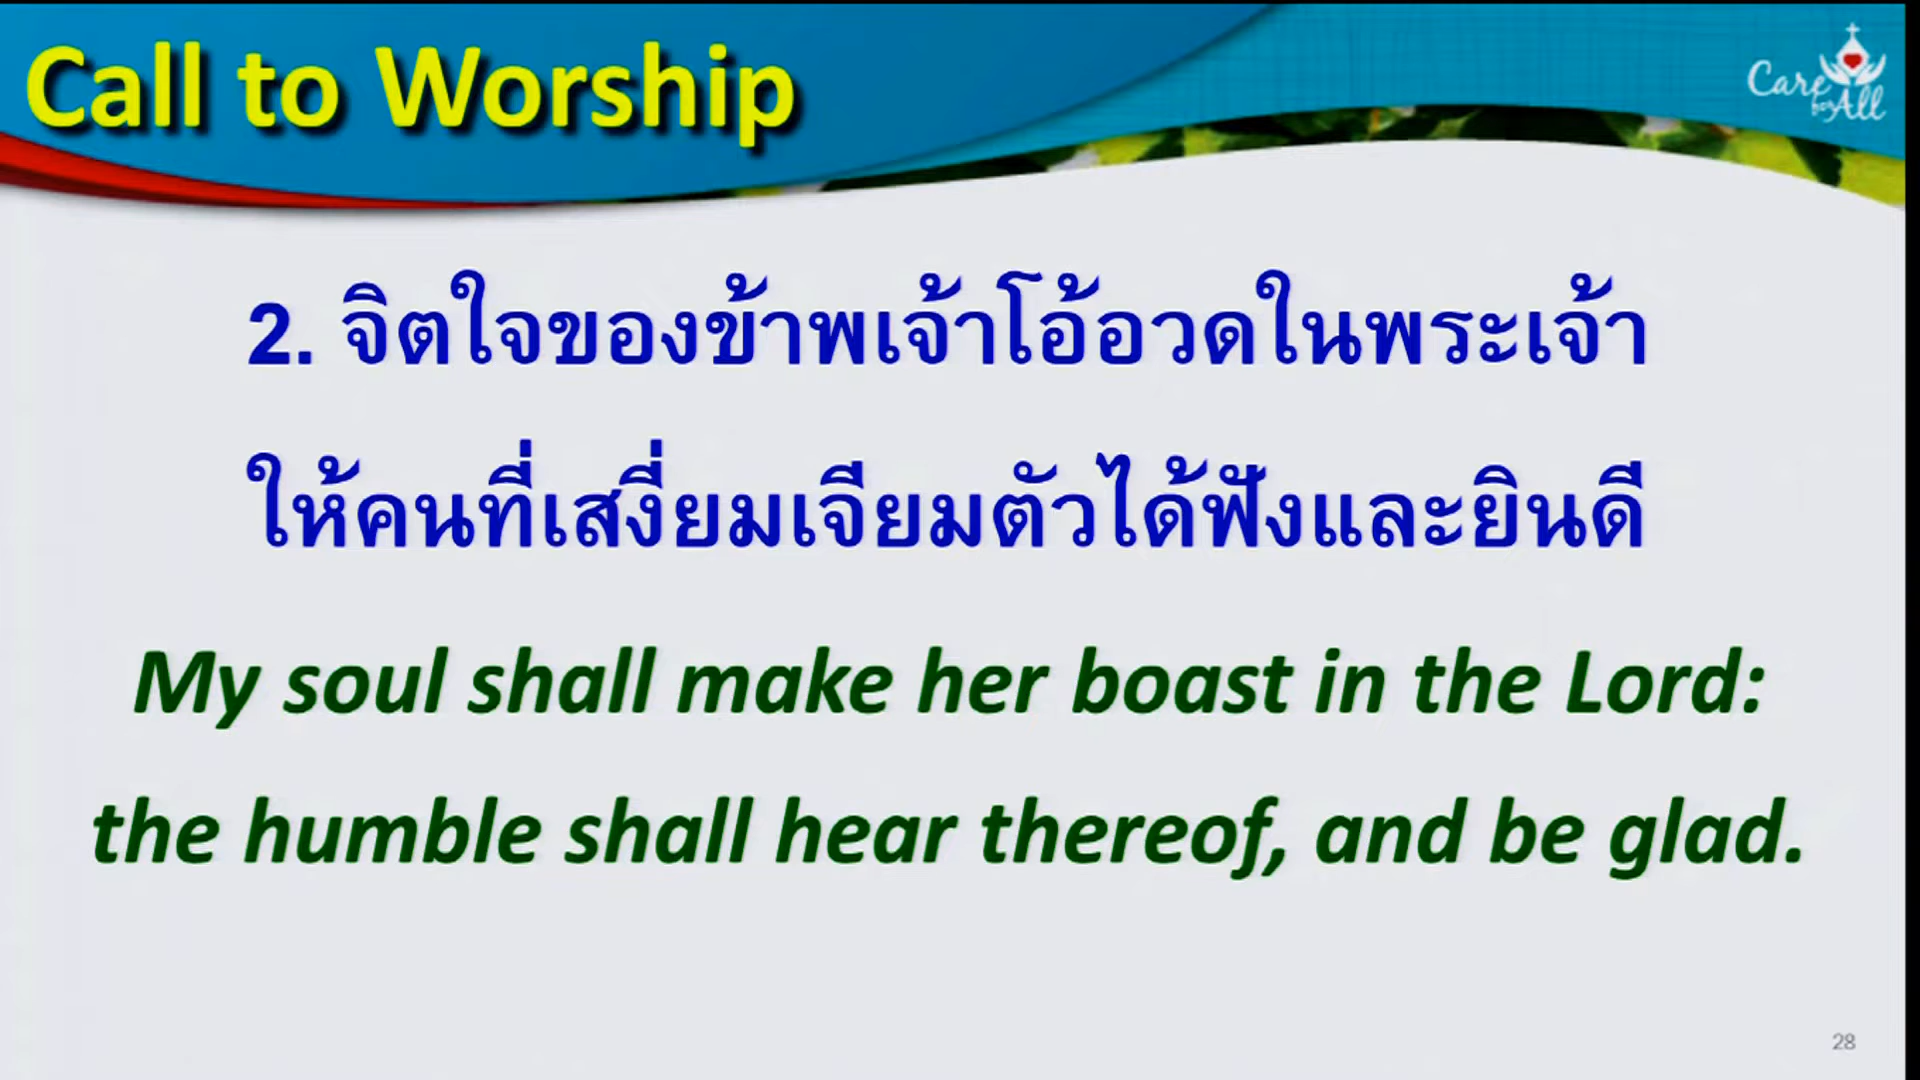 Call to Worship
Care
for All
2. จิตใจของข้าพเจ้าโอ้อวดในพระเจ้า
ให้คนที่เสงี่ยมเจียมตัวได้ฟังและยินดี
My soul shall make her boast in the Lord:
the humble shall hear thereof, and be glad.
28